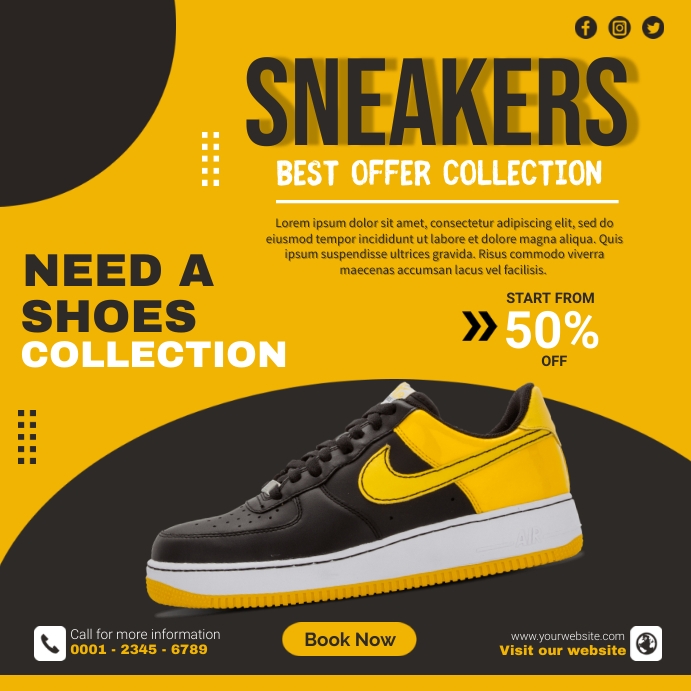 SNEAKERS
BEST OFFER COLLECTION
Lorem ipsum dolor sit amet, consectetur adipiscing elit, sed do
eiusmod tempor incididunt ut labore et dolore magna aliqua. Quis
ipsum suspendisse ultrices gravida. Risus commodo viverra
maecenas accumsan lacus vel facilisis.
NEED A
SHOES
COLLECTION
START FROM
50%
OFF
AIR
Call for more information
0001 - 2345 - 6789
Book Now
www.yourwebsite.com
Visit our website